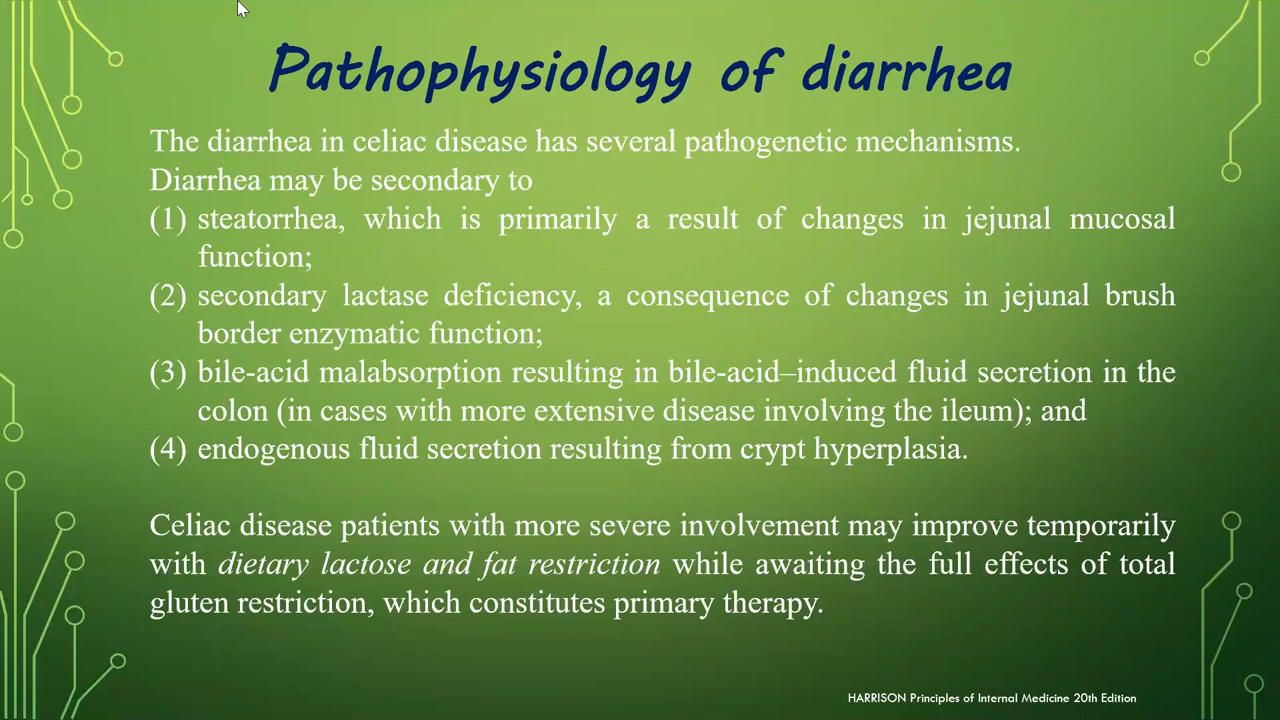 Pathophysiology of diarrhea
The diarrhea in celiac disease has several pathogenetic mechanisms.
Diarrhea may be secondary to
(1) steatorrhea, which is primarily a result of changes in jejunal mucosal
function;
(2) secondary lactase deficiency, a consequence of changes in jejunal brush
border enzymatic function;
(3) bile-acid malabsorption resulting in bile-acid–induced fluid secretion in the
colon (in cases with more extensive disease involving the ileum); and
(4) endogenous fluid secretion resulting from crypt hyperplasia.
Celiac disease patients with more severe involvement may improve temporarily
with dietary lactose and fat restriction while awaiting the full effects of total
gluten restriction, which constitutes primary therapy.
HARRISON Principles of Internal Medicine 20th Edition